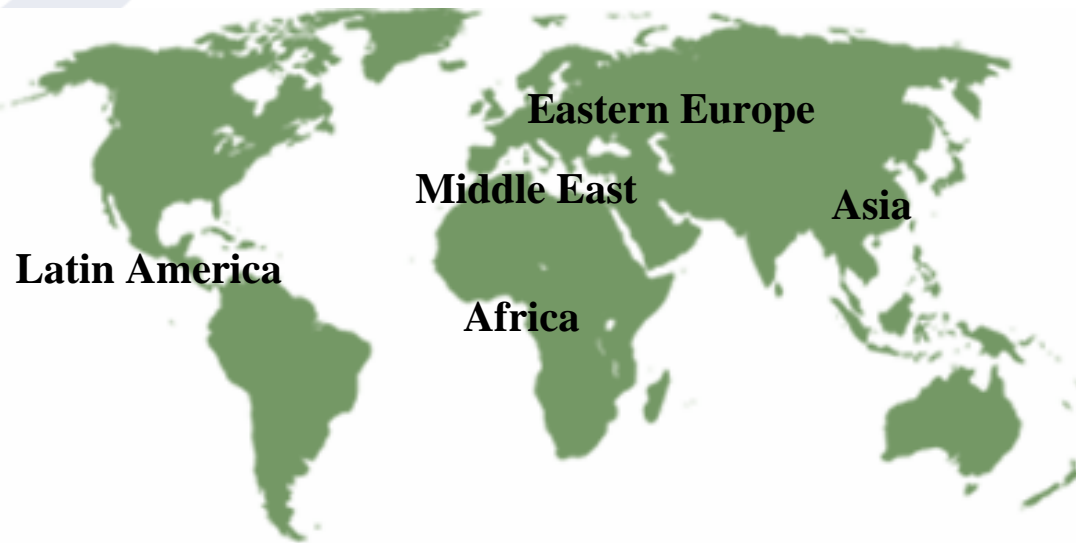 Eastern Europe
Middle East
Asia
Latin America
Africa